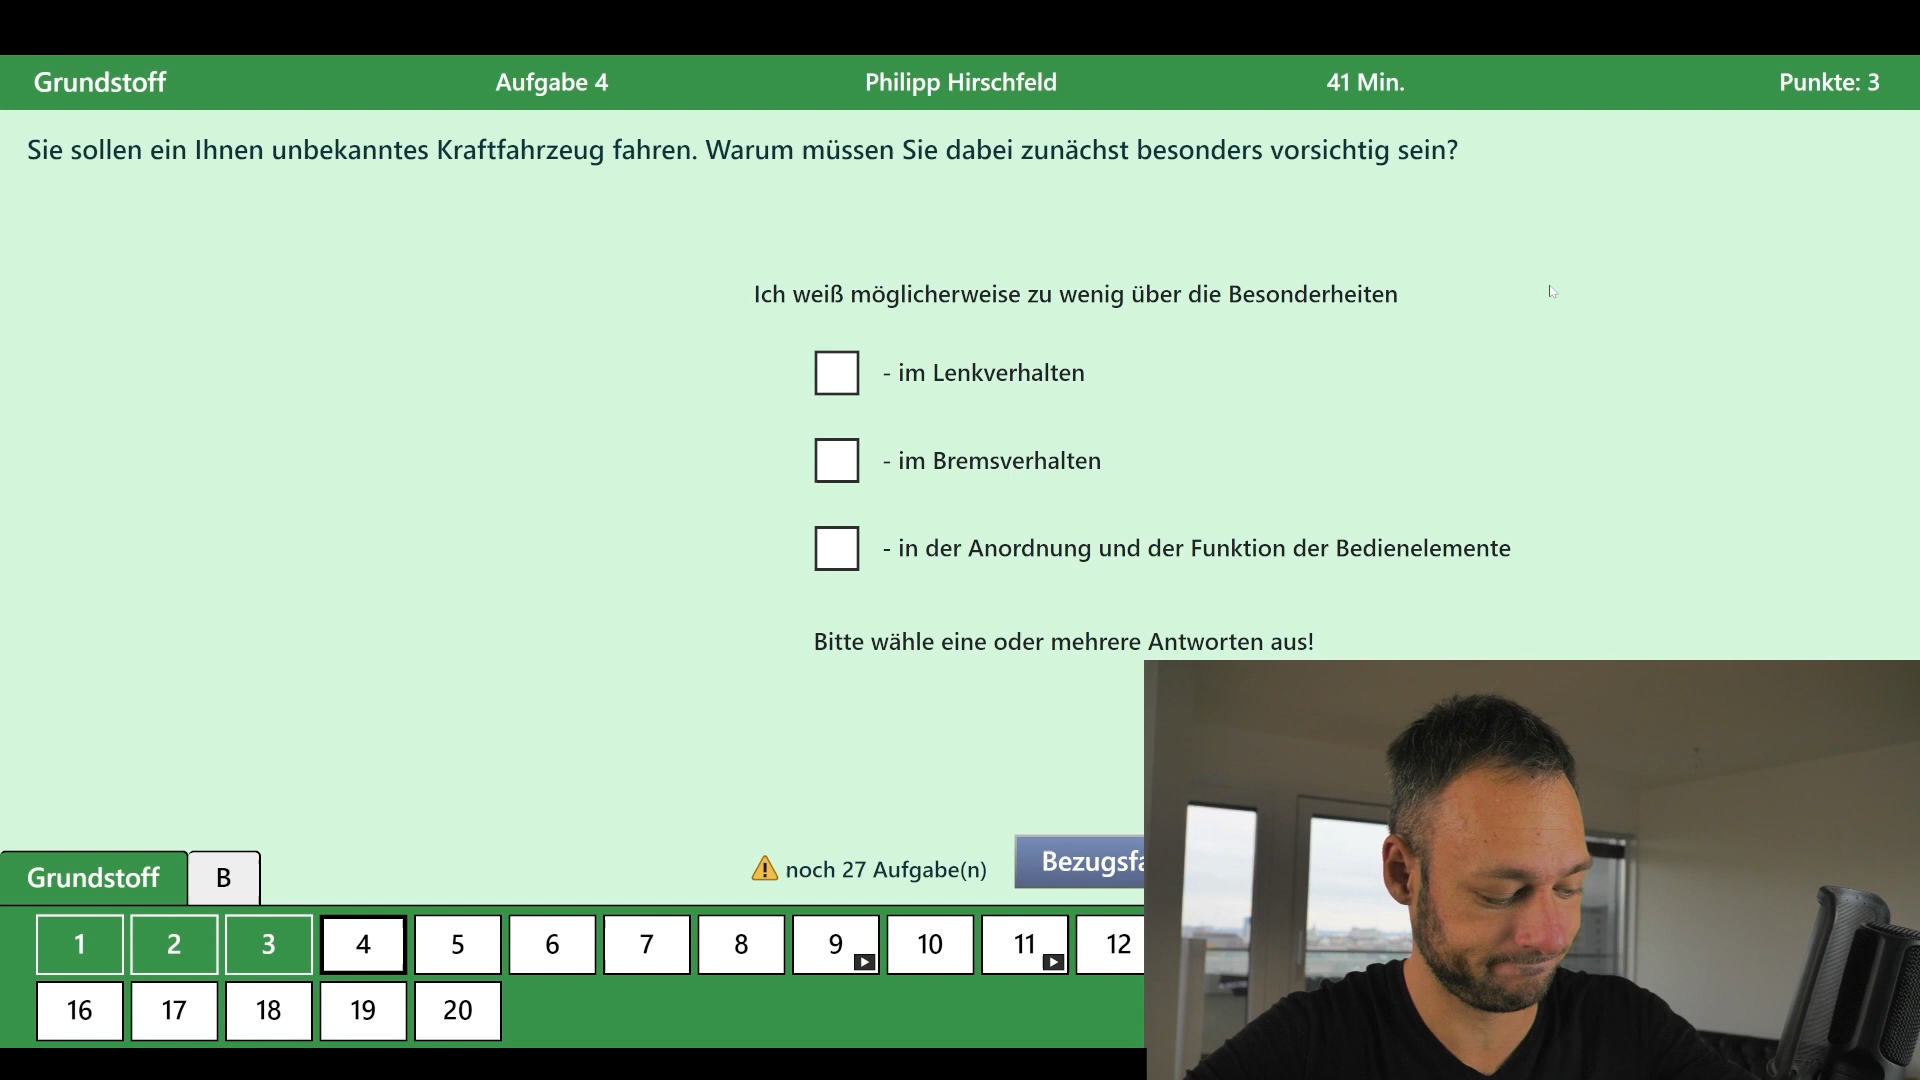 Grundstoff Aufgabe 4 Philipp Hirschfeld 41 Min. Punkte: 3
Sie sollen ein Ihnen unbekanntes Kraftfahrzeug fahren. Warum müssen Sie dabei zunächst besonders vorsichtig sein?
Ich weiß möglicherweise zu wenig über die Besonderheiten
- im Lenkverhalten
- im Bremsverhalten
- in der Anordnung und der Funktion der Bedienelemente
Bitte wähle eine oder mehrere Antworten aus!
noch 27 Aufgabe(n) Bezugsfa
Grundstoff B
1 2 3 4 5 6 7 8 9 10 11 12
16 17 18 19 20